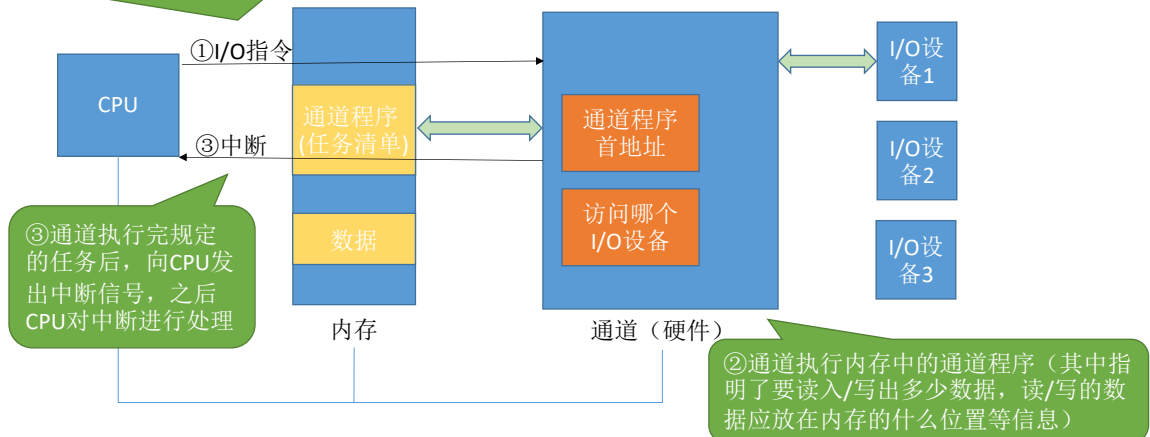 ①I/O指令
CPU
通道程序
(任务清单)
③中断
数据
内存
通道程序
首地址
访问哪个
I/O设备
通道（硬件）
I/O设
备1
I/O设
备2
I/O设
备3
③通道执行完规定
的任务后，向CPU发
出中断信号，之后
CPU对中断进行处理
②通道执行内存中的通道程序（其中指
明了要读入/写出多少数据，读/写的数
据应放在内存的什么位置等信息）